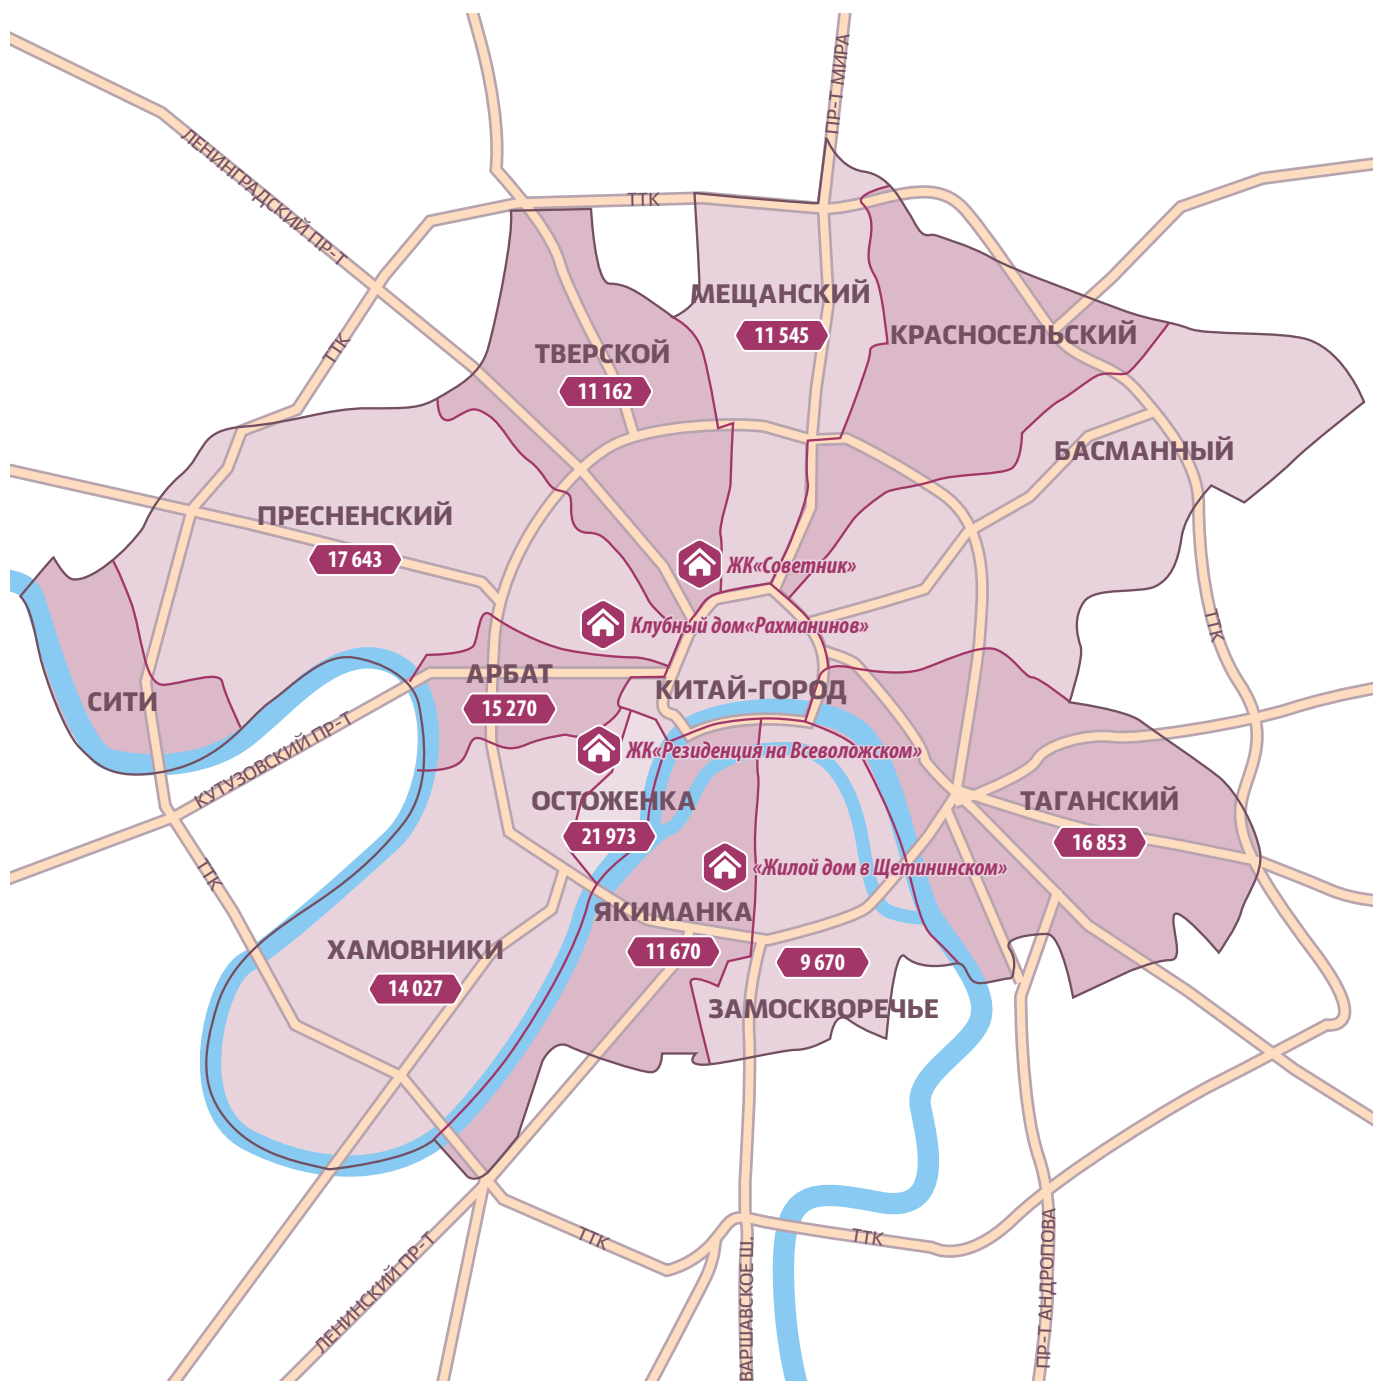 ПР-Т МИРА
ЛЕНИНГРАДСКИЙ ПР-Т
ТТК
МЕЩАНСКИЙ
11 545
КРАСНОСЕЛЬСКИЙ
ТТК
ТВЕРСКОЙ
11 162
БАСМАННЫЙ
ПРЕСНЕНСКИЙ
17 643
ЖК«Советник»
Клубный дом«Рахманинов»
ТТК
АРБАТ
15 270
КИТАЙ-ГОРОД
СИТИ
КУТУЗОВСКИЙ ПР-Т
ЖК«Резиденция на Всеволожском»
ОСТОЖЕНКА
21 973
ТАГАНСКИЙ
16 853
ТТК
«Жилой дом в Щетининском»
ЯКИМАНКА
11 670
ХАМОВНИКИ
14 027
9 670
ЗАМОСКВОРЕЧЬЕ
ТТК
ТТК
ЛЕНИНСКИЙ ПР-Т
ВАРШАВСКОЕ Ш.
ПР-Т АНДРОПОВА